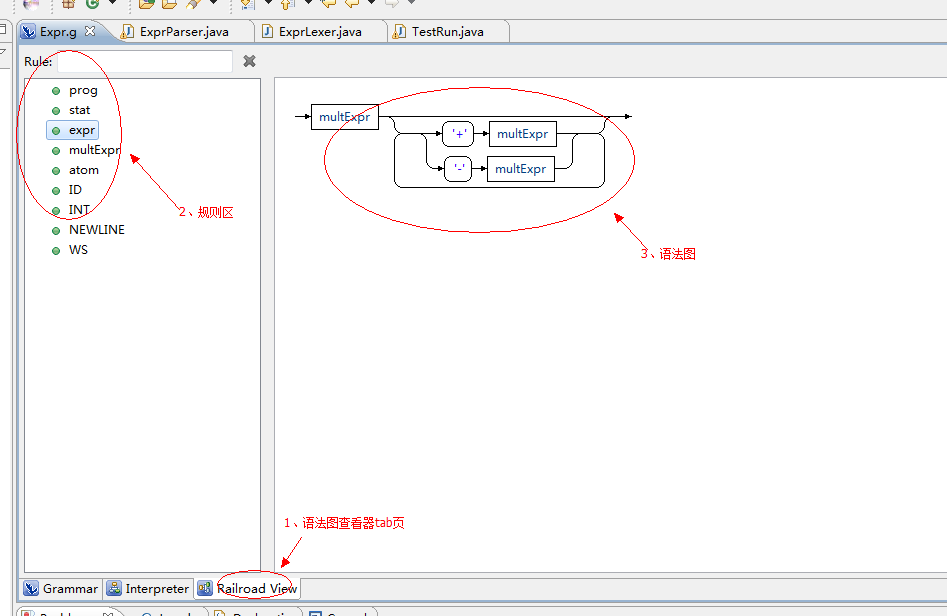 Expr.g
ExprParser.java
ExprLexer.java
TestRun.java
Rule:
prog
stat
expr
multExpr
atom
ID
INT
NEWLINE
WS
2、规则区
multExpr
'+'
multExpr
'-'
multExpr
3、语法图
1、语法图查看器tab页
Grammar
Interpreter
Railroad View